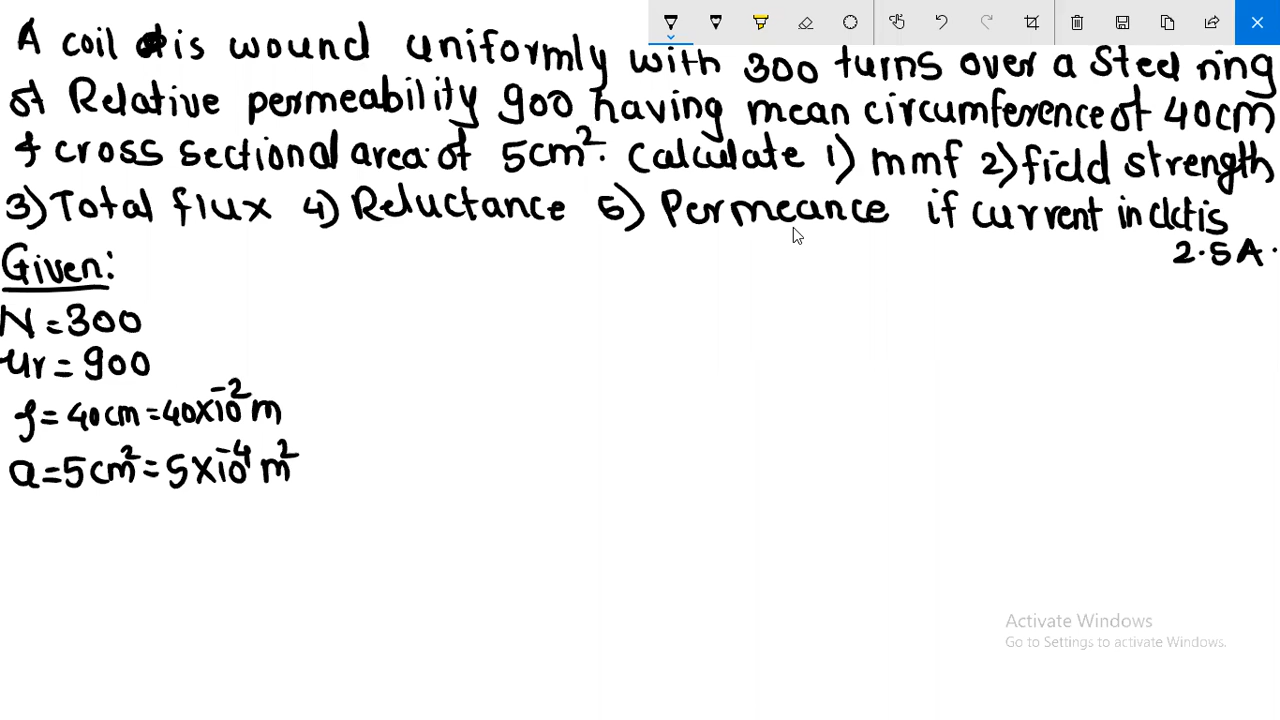 A coil is wound uniformly with 300 turns over a Steel ring
of Relative permeability 900 having mean circumference of 40cm
& cross sectional area of 5cm². Calculate 1) mmf 2) field strength
3) Total flux 4) Reluctance 5) Permeance if current in ckt is
2.5A.
Given:
N = 300
μr = 900
l = 40cm = 40×10⁻² m
a = 5cm² = 5×10⁻⁴ m²
Activate Windows
Go to Settings to activate Windows.